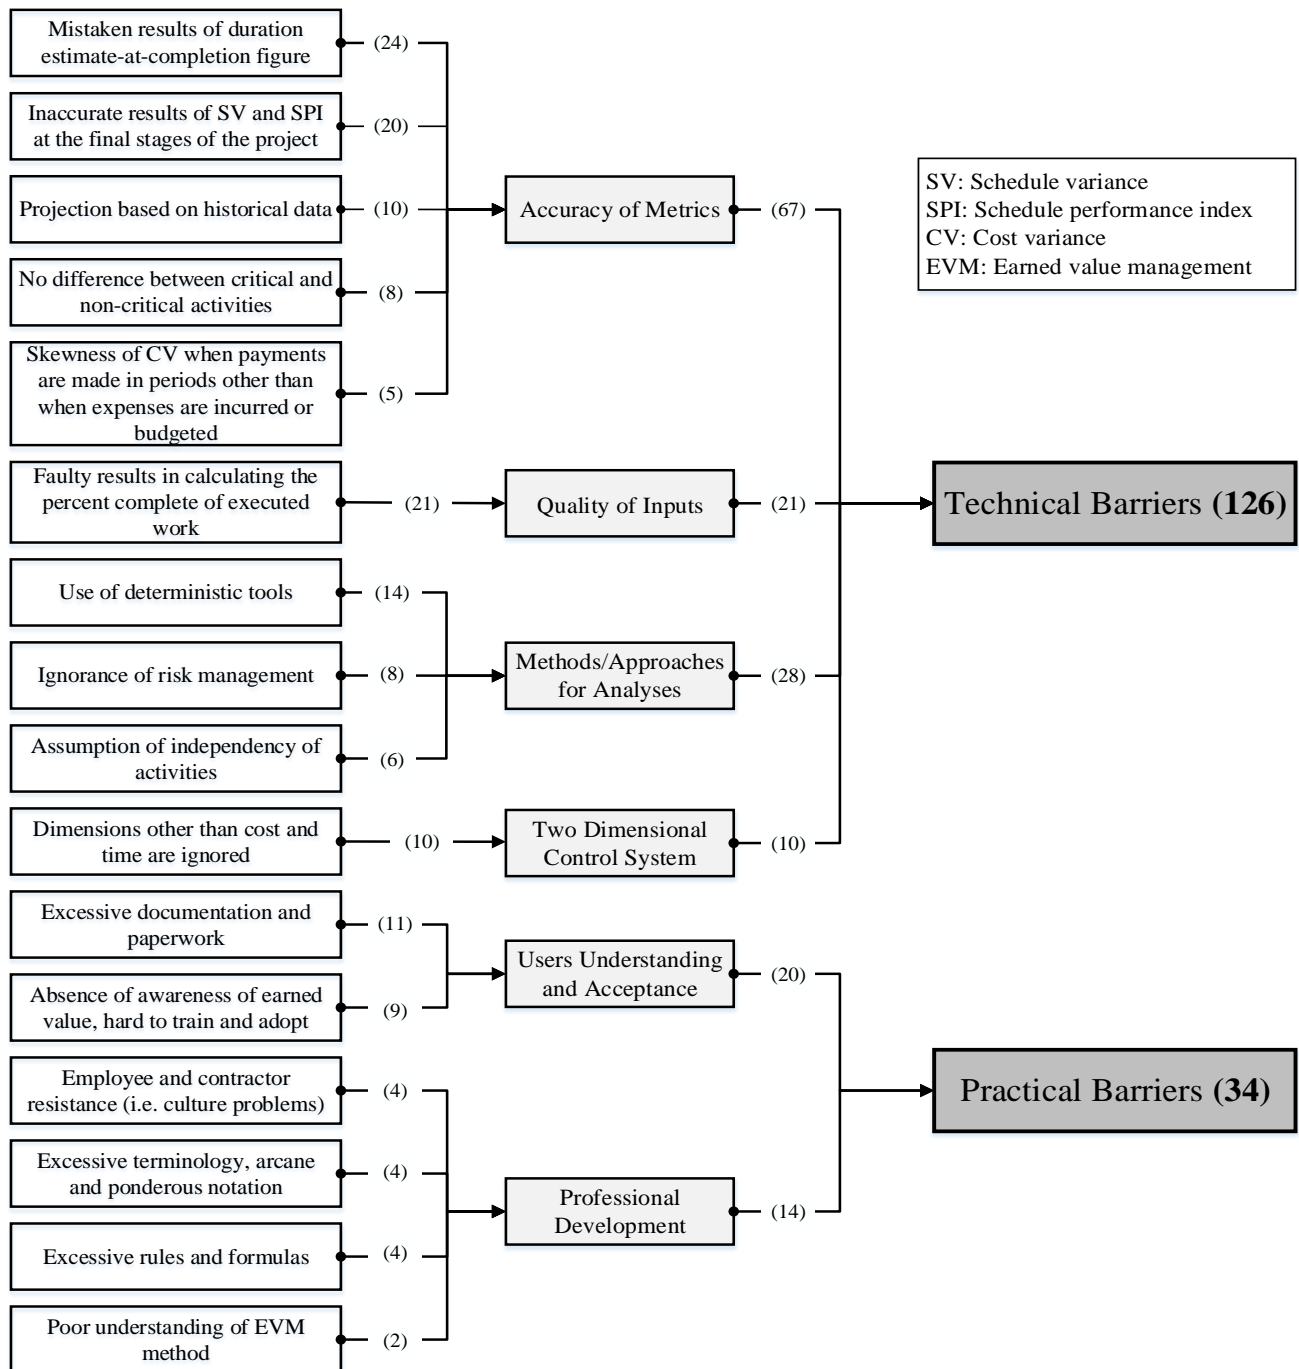 Mistaken results of duration
estimate-at-completion figure
(24)
Inaccurate results of SV and SPI
at the final stages of the project
(20)
Projection based on historical data
(10)
No difference between critical and
non-critical activities
(8)
Skewness of CV when payments
are made in periods other than
when expenses are incurred or
budgeted
(5)
Accuracy of Metrics
(67)
SV: Schedule variance
SPI: Schedule performance index
CV: Cost variance
EVM: Earned value management
Faulty results in calculating the
percent complete of executed
work
(21)
Quality of Inputs
(21)
Technical Barriers (126)
Use of deterministic tools
(14)
Ignorance of risk management
(8)
Assumption of independency of
activities
(6)
Methods/Approaches
for Analyses
(28)
Dimensions other than cost and
time are ignored
(10)
Two Dimensional
Control System
(10)
Excessive documentation and
paperwork
(11)
Absence of awareness of earned
value, hard to train and adopt
(9)
Users Understanding
and Acceptance
(20)
Employee and contractor
resistance (i.e. culture problems)
(4)
Excessive terminology, arcane
and ponderous notation
(4)
Excessive rules and formulas
(4)
Poor understanding of EVM
method
(2)
Professional
Development
(14)
Practical Barriers (34)